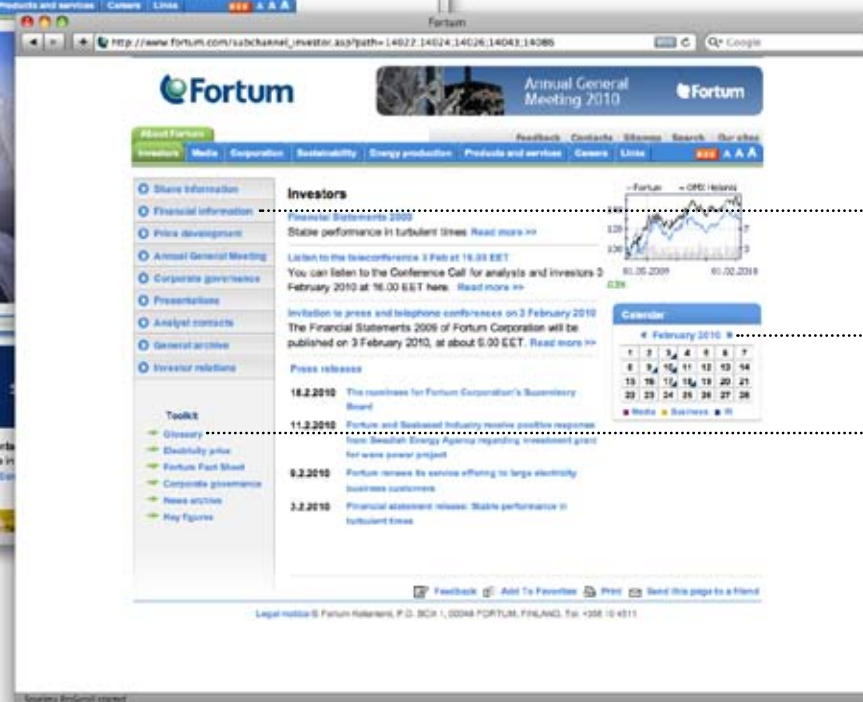 Products and services Careers Links RSS A A A
Fortum
http://www.fortum.com/subchannel_investor.asp?path=14022;14024;14026;14043;14086
Google
Fortum
Annual General Meeting 2010
Fortum
About Fortum
Feedback Contacts Sitemap Search Our sites
Investors Media Corporation Sustainability Energy production Products and services Careers Links RSS A A A
Share information
Financial information
Price development
Annual General Meeting
Corporate governance
Presentations
Analyst contacts
General archive
Investor relations
Toolkit
Glossary
Electricity price
Fortum Fact Sheet
Corporate governance
News archive
Key figures
Investors
Financial Statements 2009
Stable performance in turbulent times Read more >>
Listen to the teleconference 3 Feb at 16.00 EET
You can listen to the Conference Call for analysts and investors 3
February 2010 at 16.00 EET here. Read more >>
Invitation to press and telephone conferences on 3 February 2010
The Financial Statements 2009 of Fortum Corporation will be
published on 3 February 2010, at about 9.00 EET. Read more >>
Press releases
18.2.2010 The nominees for Fortum Corporation's Supervisory
Board
11.2.2010 Fortum and Seabased Industry receive positive response
from Swedish Energy Agency regarding investment grant
for wave power project
9.2.2010 Fortum renews its service offering to large electricity
business customers
3.2.2010 Financial statement release: Stable performance in
turbulent times
Fortum OMX Helsinki
02.2010
Calendar
February 2010
1 2 3 4 5 6 7
8 9 10 11 12 13 14
15 16 17 18 19 20 21
22 23 24 25 26 27 28
Media Business IR
Feedback Add To Favorites Print Send this page to a friend
Legal notice © Fortum P.O. BOX 1, 00048 FORTUM, FINLAND, Tel. +358 10 4511